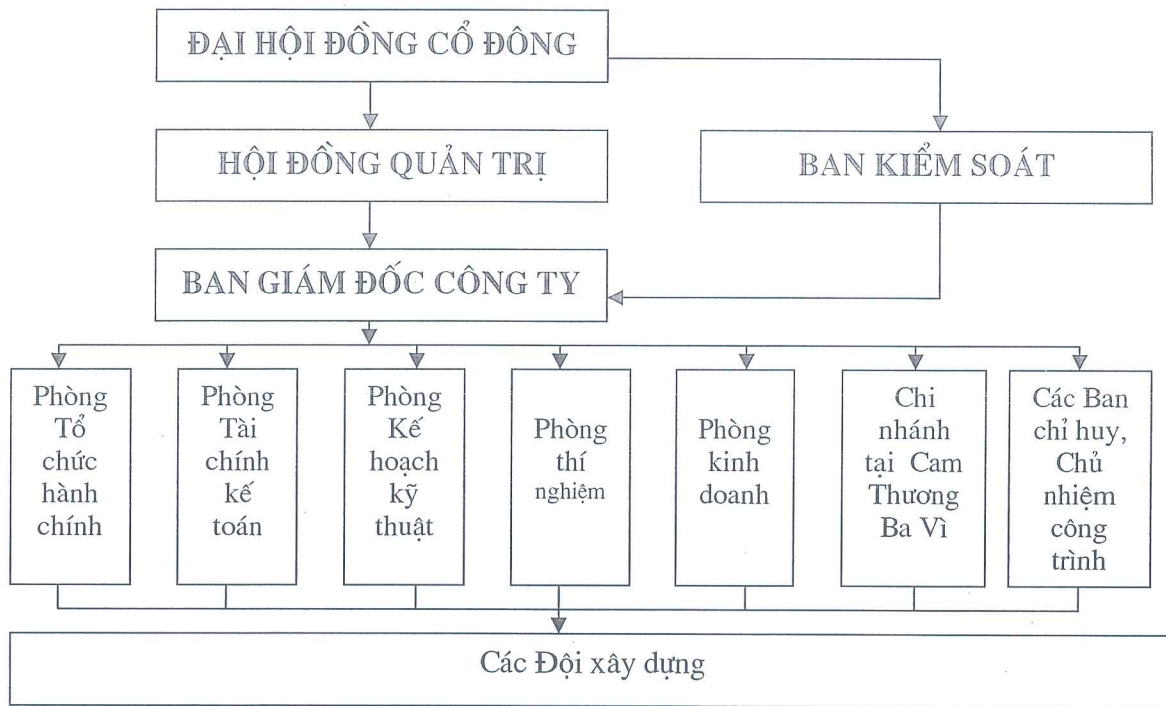 ĐẠI HỘI ĐỒNG CỔ ĐÔNG
HỘI ĐỒNG QUẢN TRỊ
BAN KIỂM SOÁT
BAN GIÁM ĐỐC CÔNG TY
Phòng
Tổ
chức
hành
chính
Phòng
Tài
chính
kế
toán
Phòng
Kế
hoạch
kỹ
thuật
Phòng
thí
nghiệm
Phòng
kinh
doanh
Chi
nhánh
tại Cam
Thương
Ba Vì
Các Ban
chỉ huy,
Chủ
nhiệm
công
trình
Các Đội xây dựng